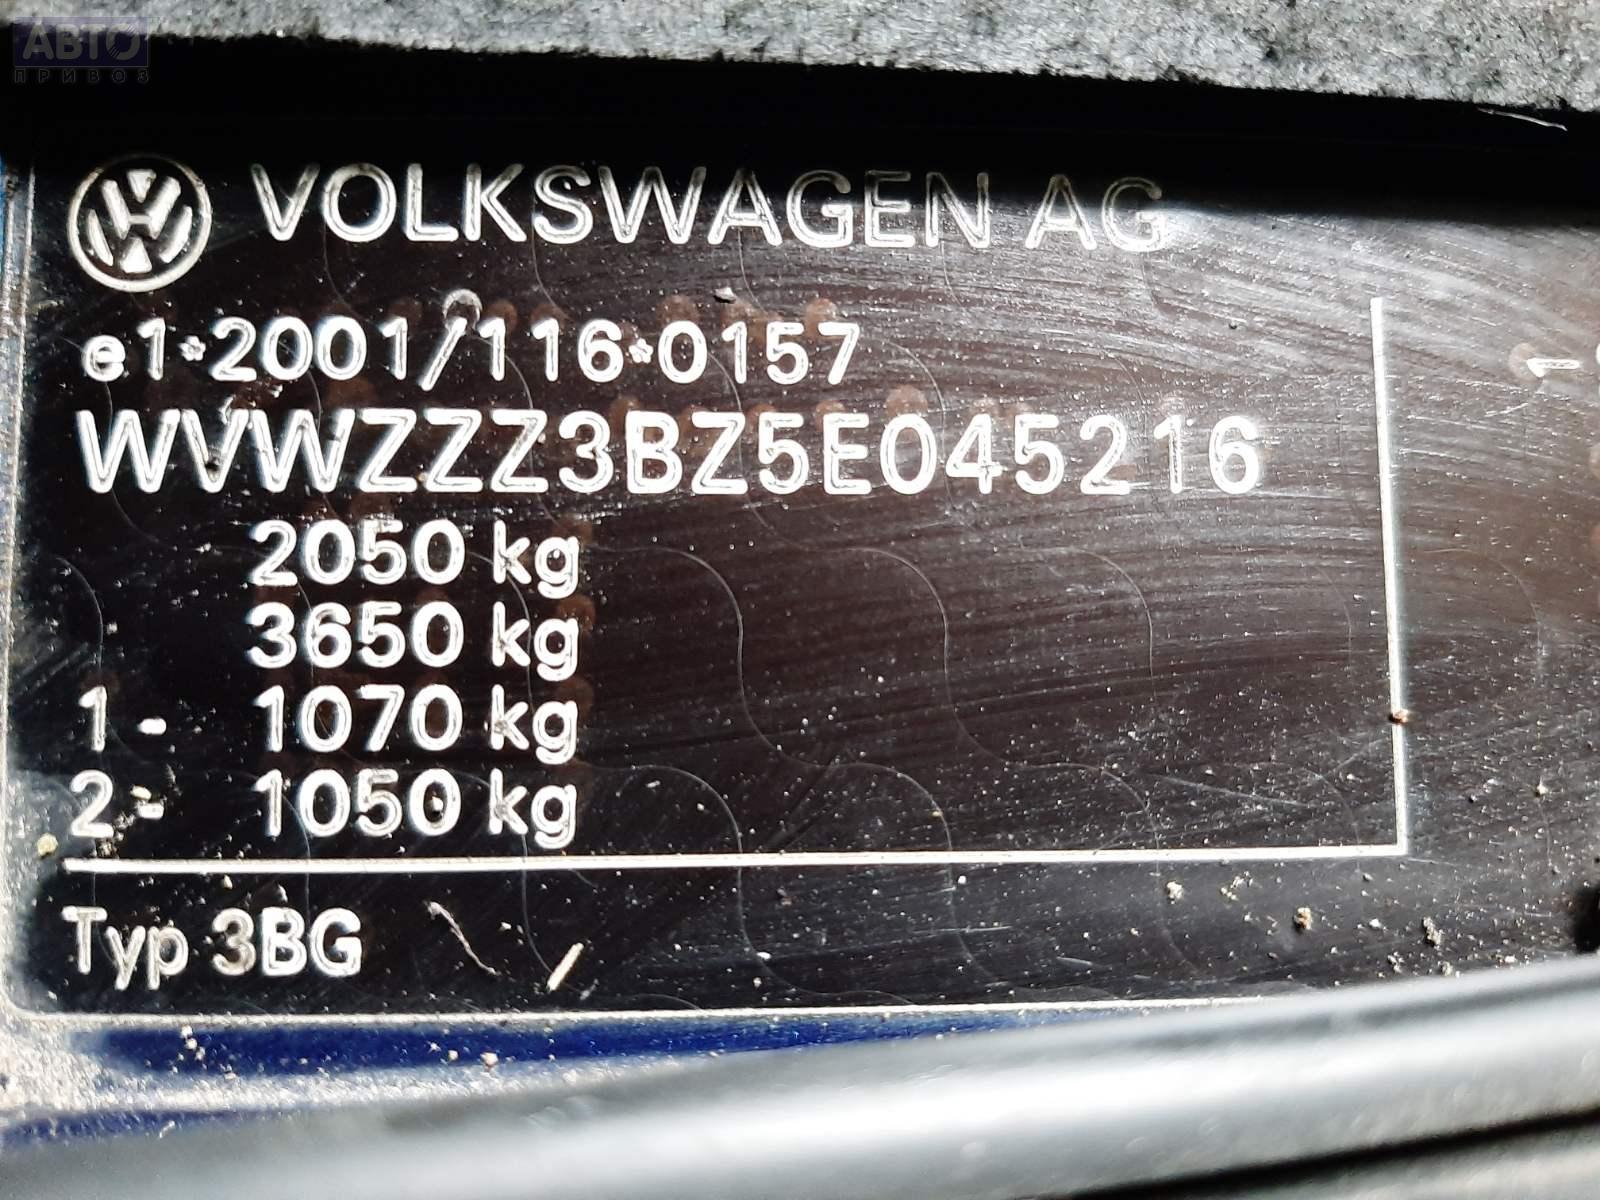 АВТО
ПРИВОЗ
VOLKSWAGEN AG
e1*2001/116*0157
WVWZZZ3BZ5E045216
2050 kg
3650 kg
1- 1070 kg
2- 1050 kg
Typ 3BG